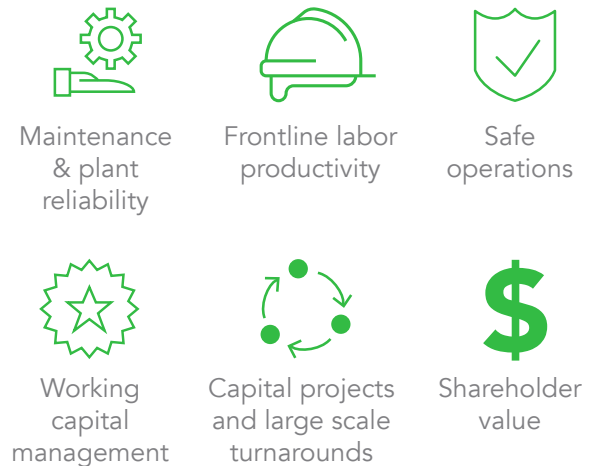 Maintenance
& plant
reliability
Frontline labor
productivity
Safe
operations
Working
capital
management
Capital projects
and large scale
turnarounds
$
Shareholder
value